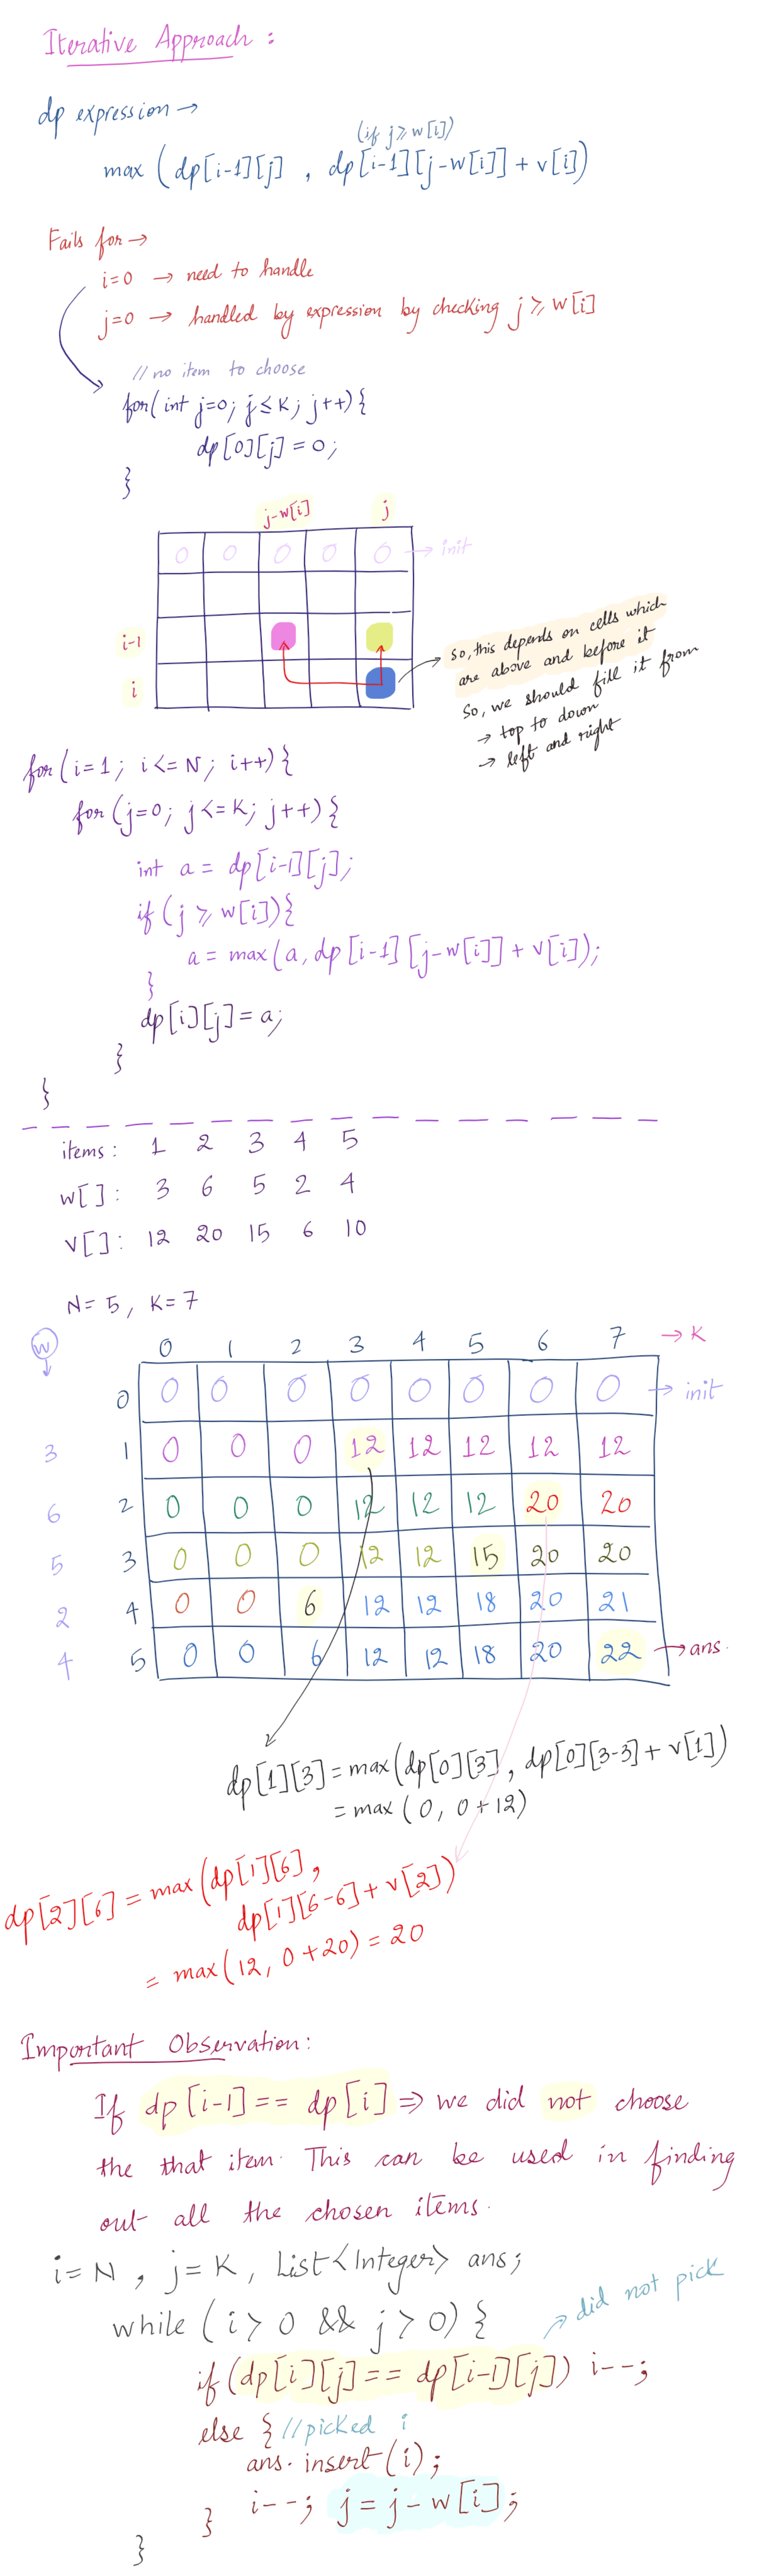 Iterative Approach :
dp expression →
(if j ≥ w[i])
max ( dp[i-1][j] , dp[i-1][j-w[i]] + v[i])
Fails for →
i=0 → need to handle
j=0 → handled by expression by checking j ≥ w[i]
// no item to choose
for( int j=0; j ≤ K; j++){
dp[0][j] = 0;
}
j-w[i] j
0 0 0 0 0 → init
i-1
i
So, this depends on cells which
are above and before it
So, we should fill it from
→ top to down
→ left and right
for (i=1; i<= N; i++) {
for (j=0; j<=K; j++) {
int a = dp[i-1][j];
if (j ≥ w[i]){
a = max(a, dp[i-1][j-w[i]] + v[i]);
}
dp[i][j] = a;
}
}
items : 1 2 3 4 5
w[] : 3 6 5 2 4
v[] : 12 20 15 6 10
N= 5, K=7
w 0 1 2 3 4 5 6 7 → K
0 0 0 0 0 0 0 0 0 → init
3 1 0 0 0 12 12 12 12 12
6 2 0 0 0 12 12 12 20 20
5 3 0 0 0 12 12 15 20 20
2 4 0 0 6 12 12 18 20 21
4 5 0 0 6 12 12 18 20 22 → ans.
dp[1][3] = max(dp[0][3], dp[0][3-3] + v[1])
= max (0, 0+12)
dp[2][6] = max(dp[1][6],
dp[1][6-6] + v[2])
= max(12, 0+20) = 20
Important Observation:
If dp[i-1] == dp[i] ⇒ we did not choose
the that item. This can be used in finding
out all the chosen items.
i= N , j= K , List<Integer> ans;
while ( i > 0 && j > 0) {
→ did not pick
if (dp[i][j] == dp[i-1][j]) i--;
else { //picked i
ans. insert(i);
i--; j = j - w[i];
}
}